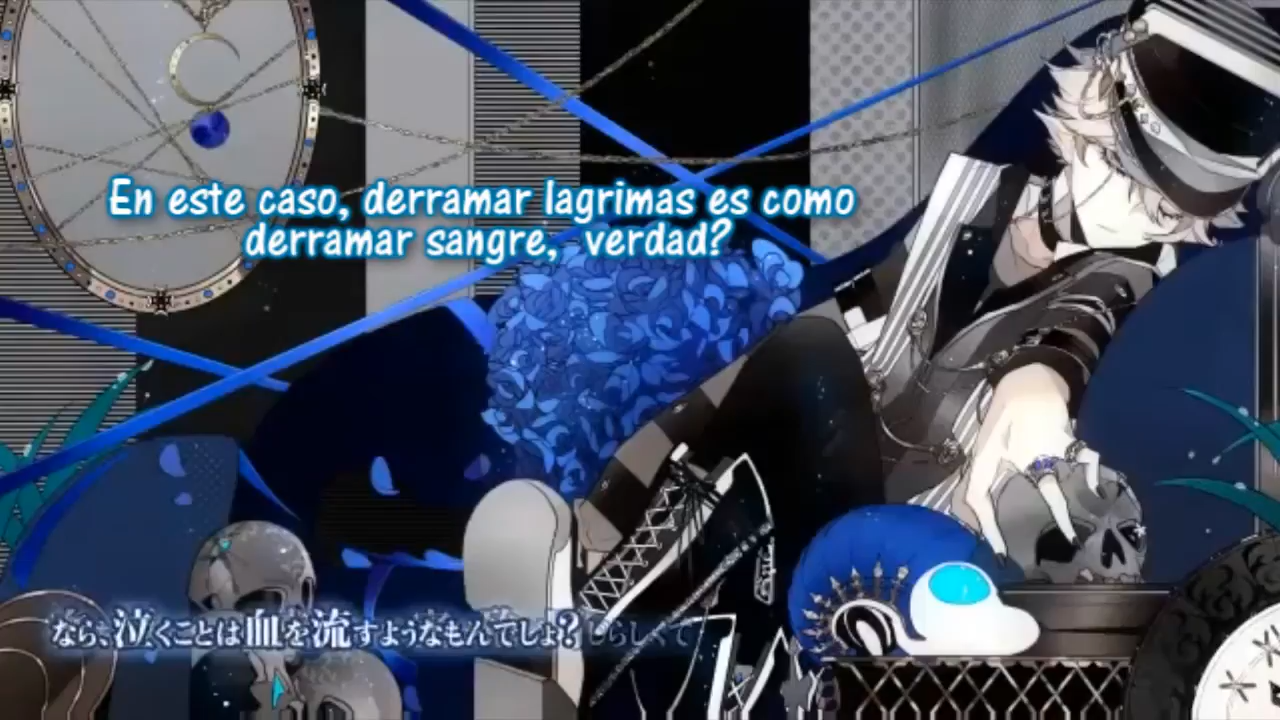 En este caso, derramar lagrimas es como
derramar sangre, verdad?
なら、泣くことは血を流すようなもんでしょ?